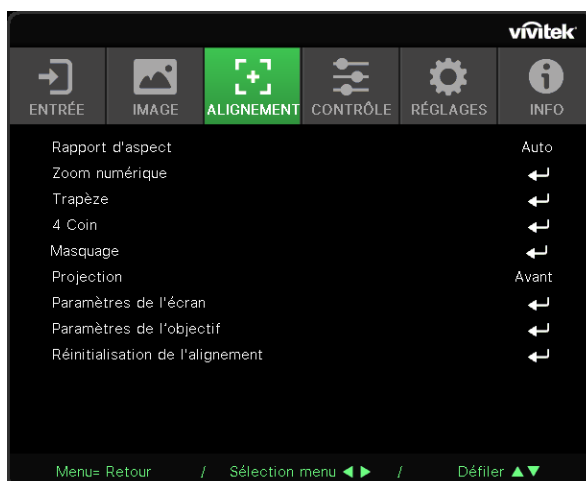 vivitek
ENTRÉE IMAGE ALIGNEMENT CONTRÔLE RÉGLAGES INFO
Rapport d'aspect Auto
Zoom numérique
Trapèze
4 Coin
Masquage
Projection Avant
Paramètres de l'écran
Paramètres de l'objectif
Réinitialisation de l'alignement
Menu= Retour / Sélection menu ◀ ▶ / Défiler ▲▼